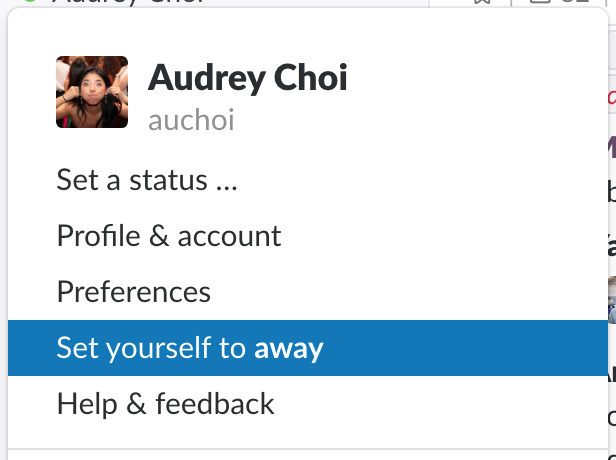 Audrey Choi
auchoi
Set a status ...
Profile & account
Preferences
Set yourself to away
Help & feedback